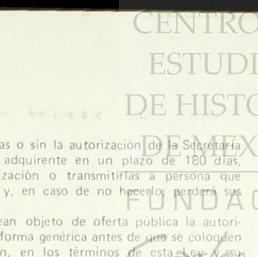 CENTRO
ESTUDI
DE HISTO
DE MEX
FUNDAC
as o sin la autorización de la Secretaría
adquirente en un plazo de 180 días,
ización o transmitirlas a persona que
y, en caso de no hacerlo, perderá sus
ean objeto de oferta pública la autori-
forma genérica antes de que se coloquen
n, en los términos de esta Ley y su